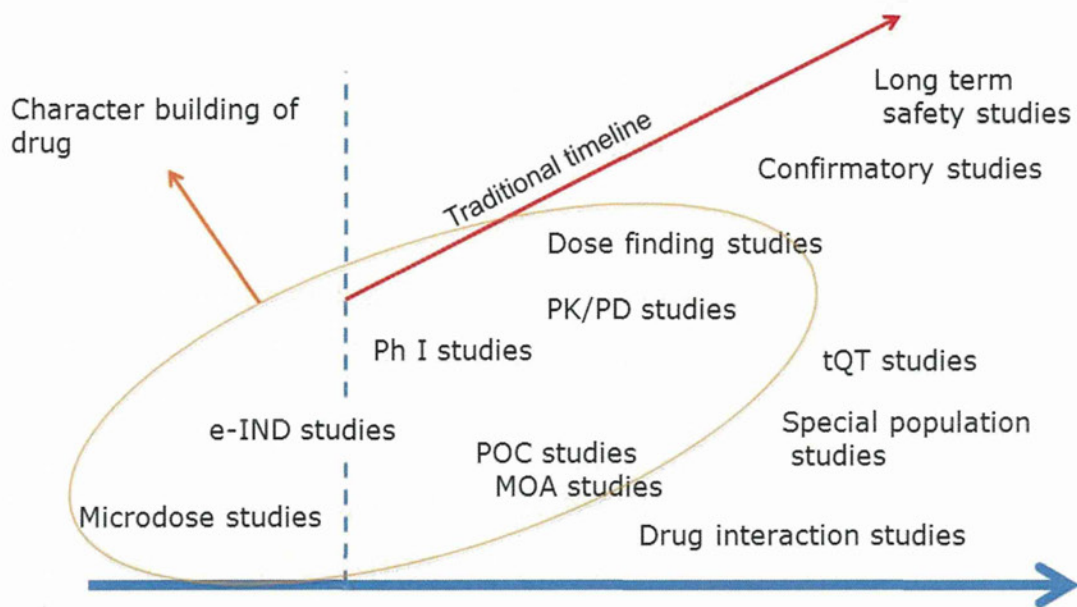 Long term
safety studies
Character building of
drug
Traditional timeline
Confirmatory studies
Dose finding studies
PK/PD studies
Ph I studies
tQT studies
e-IND studies
Special population
studies
POC studies
MOA studies
Microdose studies
Drug interaction studies